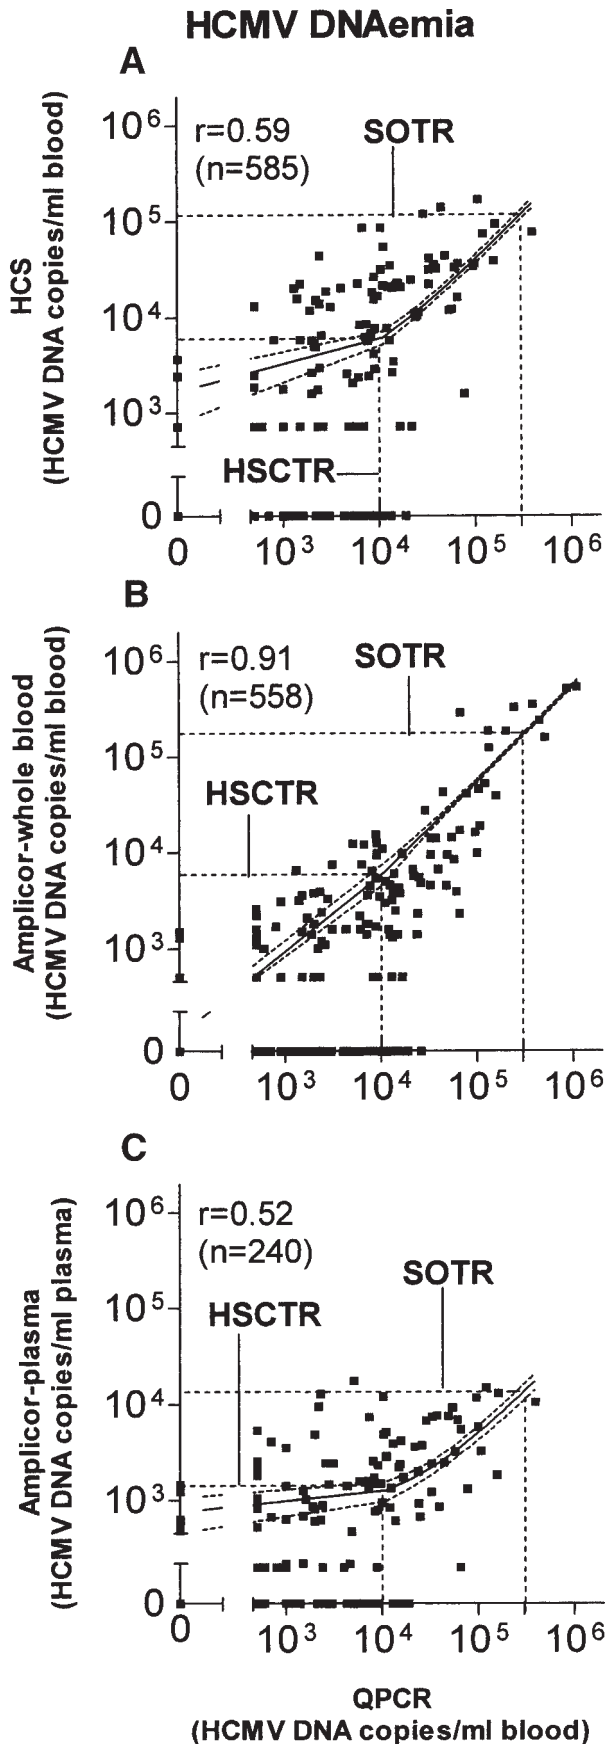 HCMV DNAemia
A
HCS
(HCMV DNA copies/ml blood)
10⁶
10⁵
10⁴
10³
0
r=0.59
(n=585)
SOTR
HSCTR
0
10³
10⁴
10⁵
10⁶
B
Amplicor-whole blood
(HCMV DNA copies/ml blood)
10⁶
10⁵
10⁴
10³
0
r=0.91
(n=558)
SOTR
HSCTR
0
10³
10⁴
10⁵
10⁶
C
Amplicor-plasma
(HCMV DNA copies/ml plasma)
10⁶
10⁵
10⁴
10³
0
r=0.52
(n=240)
SOTR
HSCTR
0
10³
10⁴
10⁵
10⁶
QPCR
(HCMV DNA copies/ml blood)